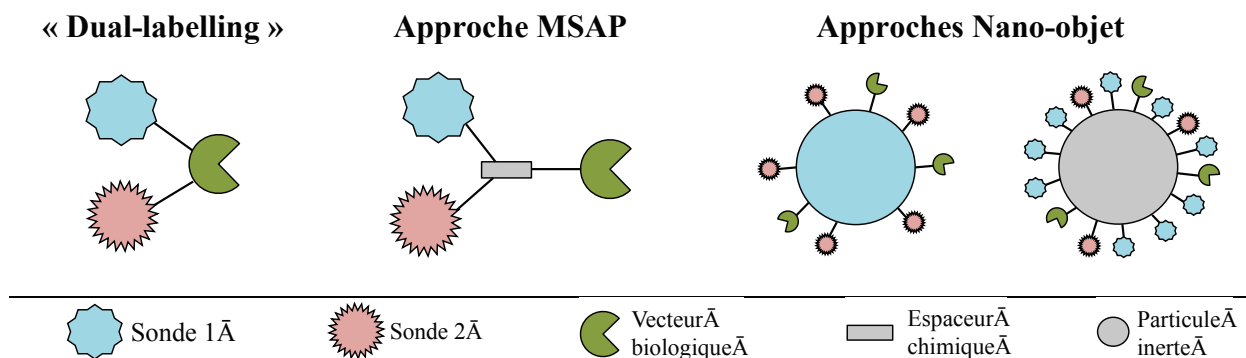 « Dual-labelling »
Approche MSAP
Approches Nano-objet
Sonde 1Ā
Sonde 2Ā
VecteurĀ
biologiqueĀ
EspaceurĀ
chimiqueĀ
ParticuleĀ
inerteĀ